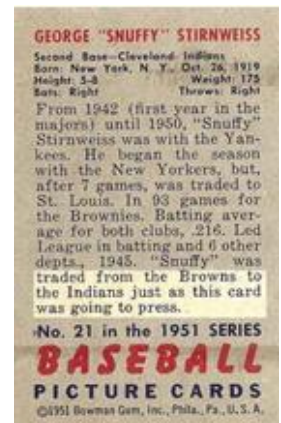 GEORGE "SNUFFY" STIRNWEISS
Second Base—Cleveland Indians
Born: New York, N. Y., Oct. 26, 1919
Height: 5-8 Weight: 175
Bats: Right Throws: Right
From 1942 (first year in the
majors) until 1950, "Snuffy"
Stirnweiss was with the Yan-
kees. He began the season
with the New Yorkers, but,
after 7 games, was traded to
St. Louis. In 93 games for
the Brownies. Batting aver-
age for both clubs, .216. Led
League in batting and 6 other
depts., 1945. "Snuffy" was
traded from the Browns to
the Indians just as this card
was going to press.
No. 21 in the 1951 SERIES
BASEBALL
PICTURE CARDS
©1951 Bowman Gum, Inc., Phila., Pa., U.S.A.